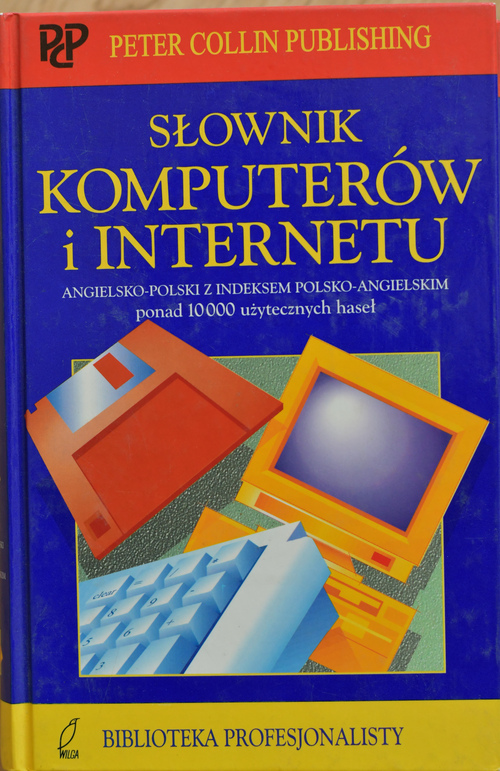 PCP PETER COLLIN PUBLISHING
SŁOWNIK
KOMPUTERÓW
i INTERNETU
ANGIELSKO-POLSKI Z INDEKSEM POLSKO-ANGIELSKIM
ponad 10 000 użytecznych haseł
clear
WILGA
BIBLIOTEKA PROFESJONALISTY